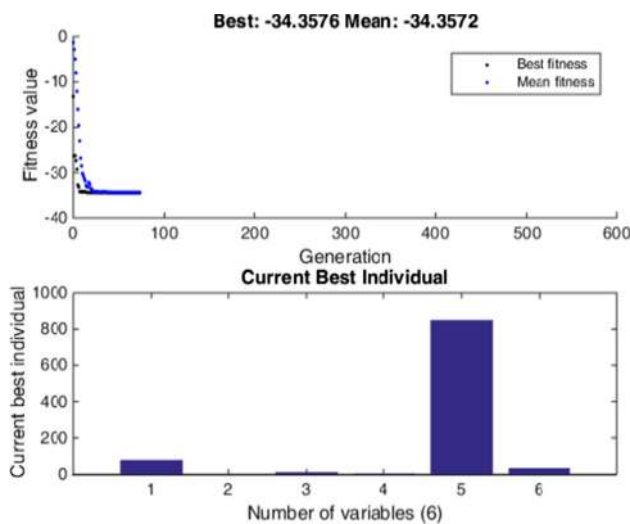 Best: -34.3576 Mean: -34.3572
Fitness value
0
-10
-20
-30
-40
Best fitness
Mean fitness
0 100 200 300 400 500 600
Generation
Current Best Individual
Current best individual
1000
800
600
400
200
0
1 2 3 4 5 6
Number of variables (6)